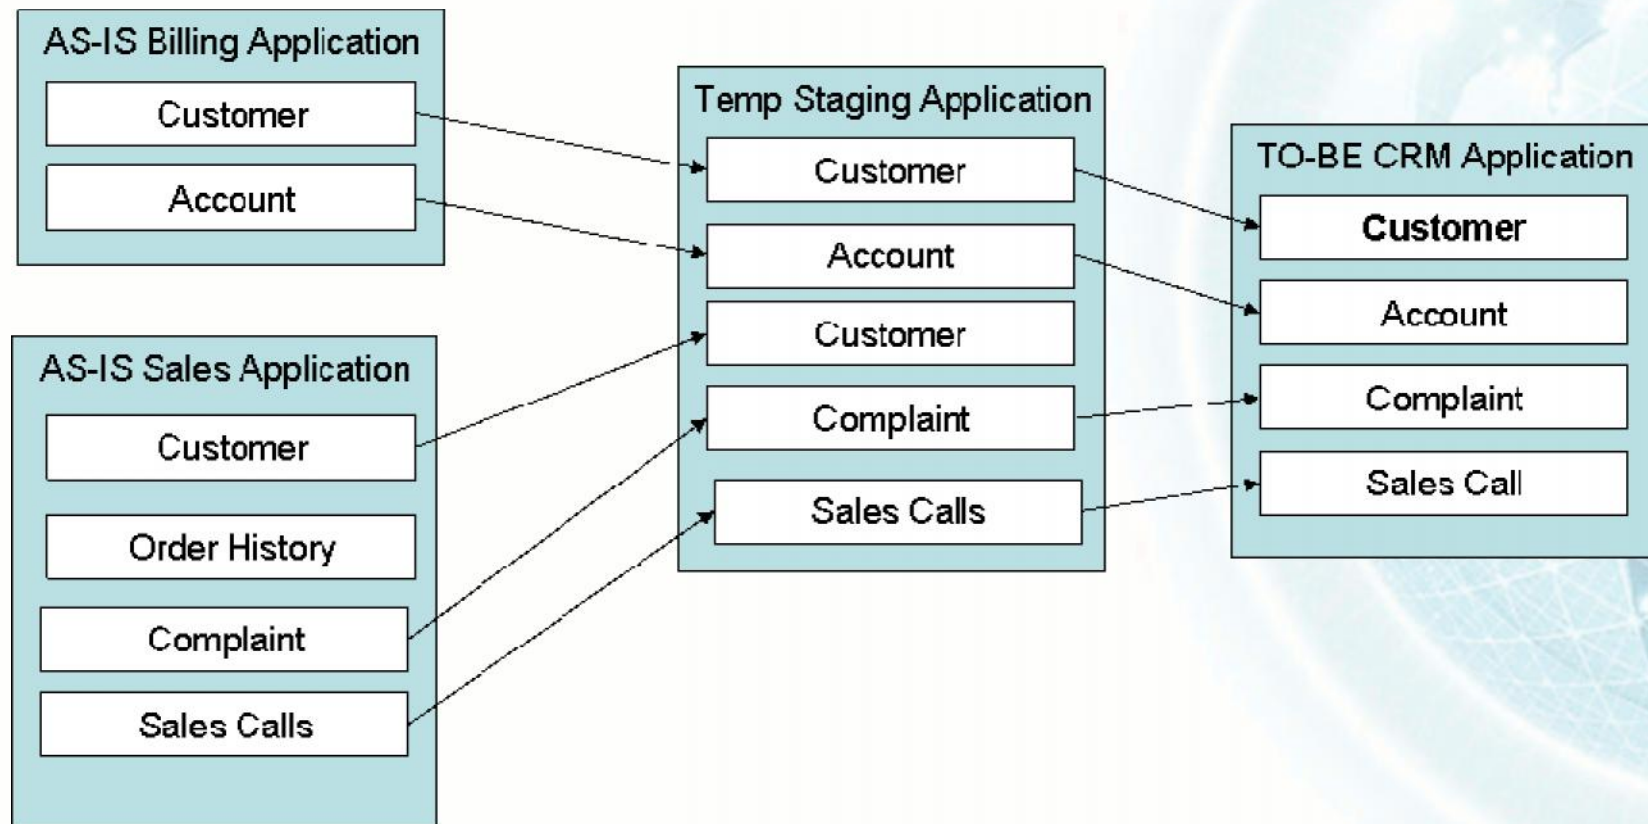 AS-IS Billing Application
Customer
Account
AS-IS Sales Application
Customer
Order History
Complaint
Sales Calls
Temp Staging Application
Customer
Account
Customer
Complaint
Sales Calls
TO-BE CRM Application
Customer
Account
Complaint
Sales Call